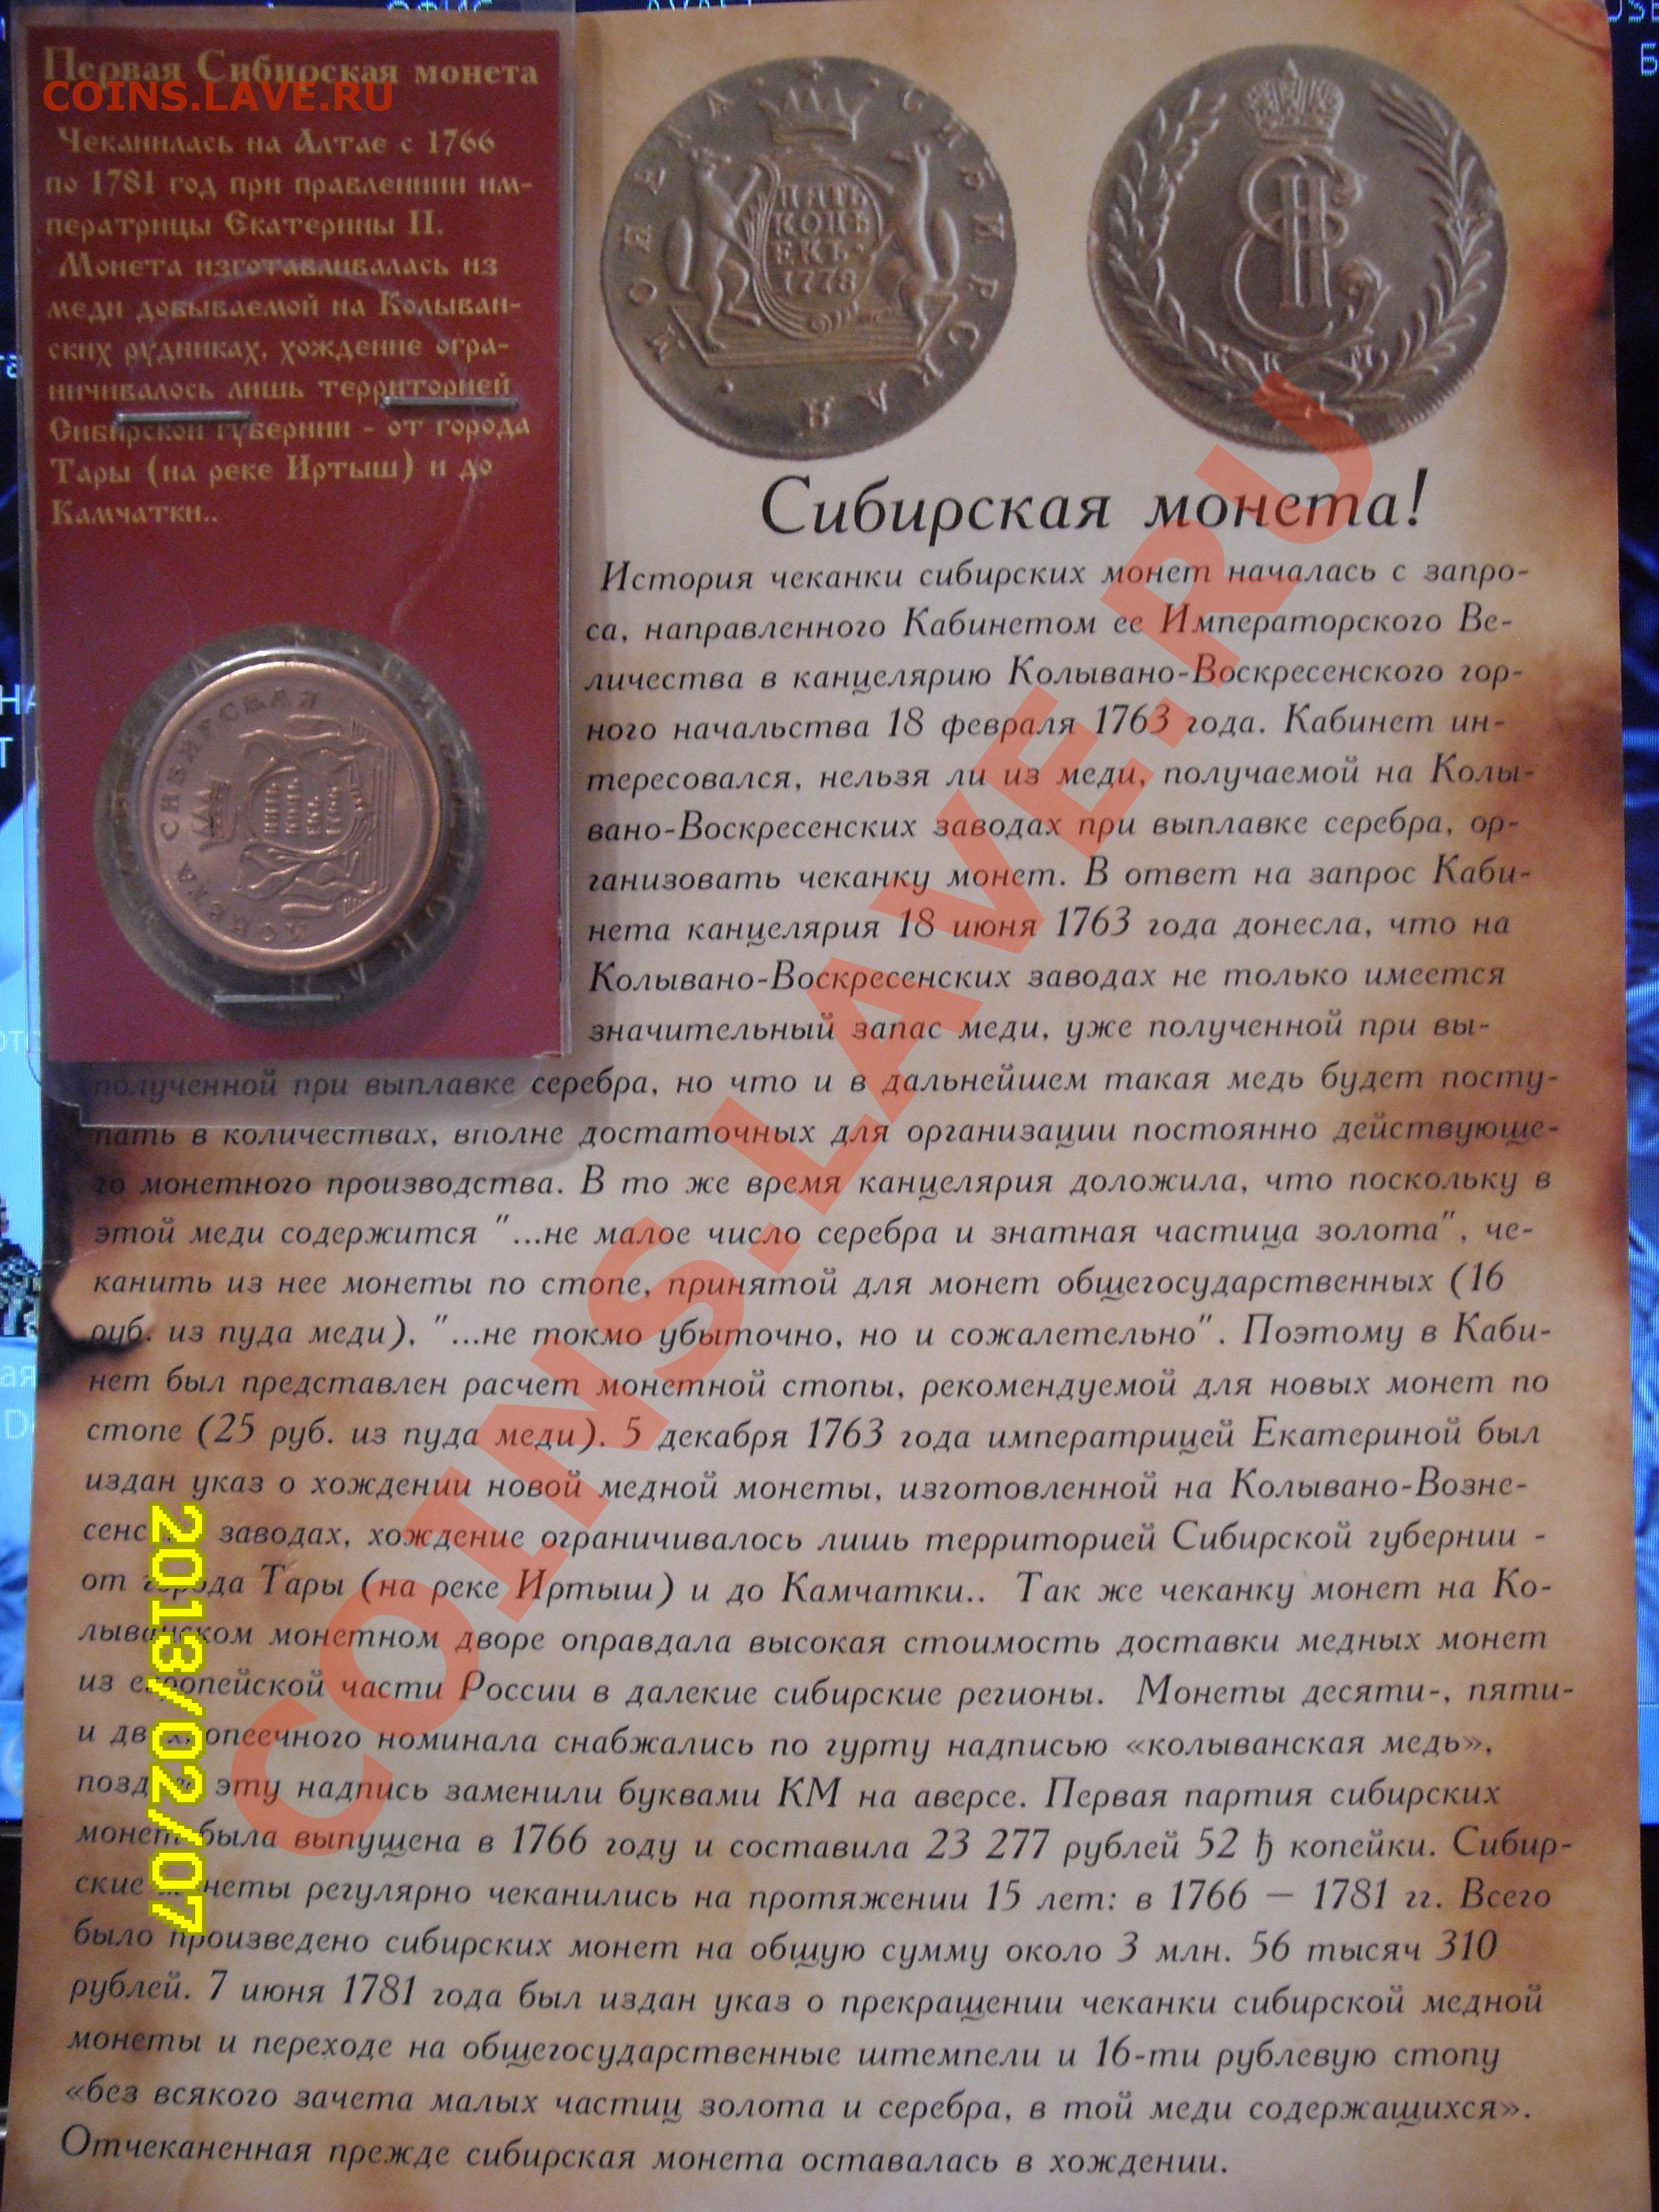 Первая Сибирская монета
COINS.LAVE.RU
Чеканилась на Алтае с 1766
по 1781 год при правлениии им-
ператрицы Екатерины II.
Монета изготавливалась из
меди добываемой на Колыван-
ских рудниках, хождение огра-
ничивалось лишь территорией
Сибирской губернии - от города
Тары (на реке Иртыш) и до
Камчатки..
МОНЕТА СИБИРСКАЯ
МОНЕТА СИБИРСКАЯ
ПЯТЬ
КОПЬ
ЕКЪ
1778
Сибирская монета!
История чеканки сибирских монет началась с запро-
са, направленного Кабинетом ее Императорского Ве-
личества в канцелярию Колывано-Воскресенского гор-
ного начальства 18 февраля 1763 года. Кабинет ин-
тересовался, нельзя ли из меди, получаемой на Колы-
вано-Воскресенских заводах при выплавке серебра, ор-
ганизовать чеканку монет. В ответ на запрос Каби-
нета канцелярия 18 июня 1763 года донесла, что на
Колывано-Воскресенских заводах не только имеется
значительный запас меди, уже полученной при вы-
полученной при выплавке серебра, но что и в дальнейшем такая медь будет посту-
пать в количествах, вполне достаточных для организации постоянно действующе-
го монетного производства. В то же время канцелярия доложила, что поскольку в
этой меди содержится "...не малое число серебра и знатная частица золота", че-
канить из нее монеты по стопе, принятой для монет общегосударственных (16
руб. из пуда меди), "...не токмо убыточно, но и сожалетельно". Поэтому в Каби-
нет был представлен расчет монетной стопы, рекомендуемой для новых монет по
стопе (25 руб. из пуда меди). 5 декабря 1763 года императрицей Екатериной был
издан указ о хождении новой медной монеты, изготовленной на Колывано-Возне-
сенс заводах, хождение ограничивалось лишь территорией Сибирской губернии -
от города Тары (на реке Иртыш) и до Камчатки.. Так же чеканку монет на Ко-
лыванском монетном дворе оправдала высокая стоимость доставки медных монет
из европейской части России в далекие сибирские регионы. Монеты десяти-, пяти-
и двухкопеечного номинала снабжались по гурту надписью «колыванская медь»,
позднее эту надпись заменили буквами КМ на аверсе. Первая партия сибирских
монет была выпущена в 1766 году и составила 23 277 рублей 52 ђ копейки. Сибир-
ские монеты регулярно чеканились на протяжении 15 лет: в 1766 – 1781 гг. Всего
было произведено сибирских монет на общую сумму около 3 млн. 56 тысяч 310
рублей. 7 июня 1781 года был издан указ о прекращении чеканки сибирской медной
монеты и переходе на общегосударственные штемпели и 16-ти рублевую стопу
«без всякого зачета малых частиц золота и серебра, в той меди содержащихся».
Отчеканенная прежде сибирская монета оставалась в хождении.
COINS.LAVE.RU
2013/02/07